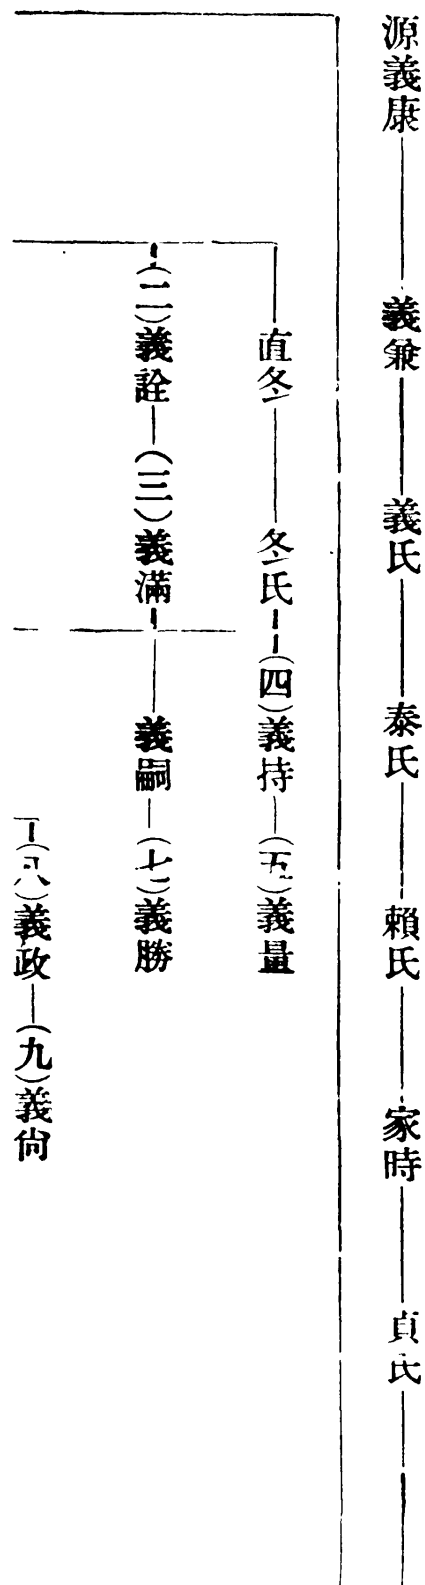 源義康 義兼 義氏 泰氏 賴氏 家時 貞氏
直冬 冬氏 (四)義持 (五)義量
(二)義詮 (三)義滿 義嗣 (七)義勝
(八)義政 (九)義尙